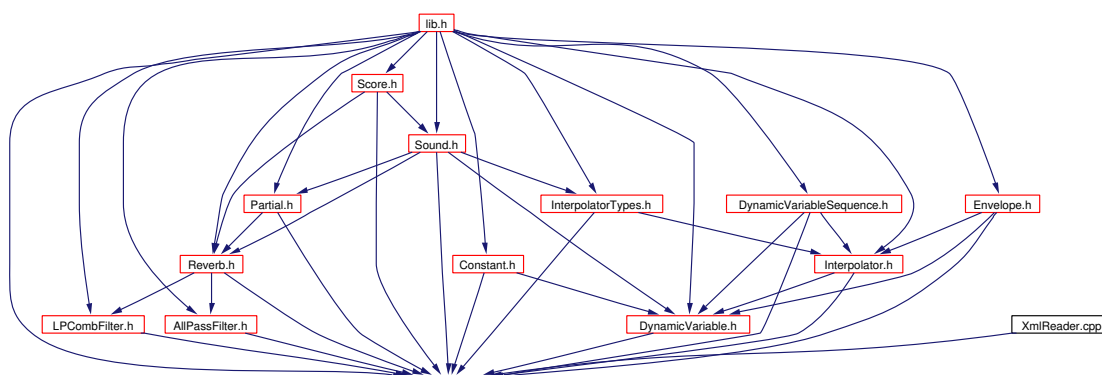 lib.h
Score.h
Sound.h
Partial.h
InterpolatorTypes.h
DynamicVariableSequence.h
Envelope.h
Reverb.h
Constant.h
Interpolator.h
LPCombFilter.h
AllPassFilter.h
DynamicVariable.h
XmlReader.cpp